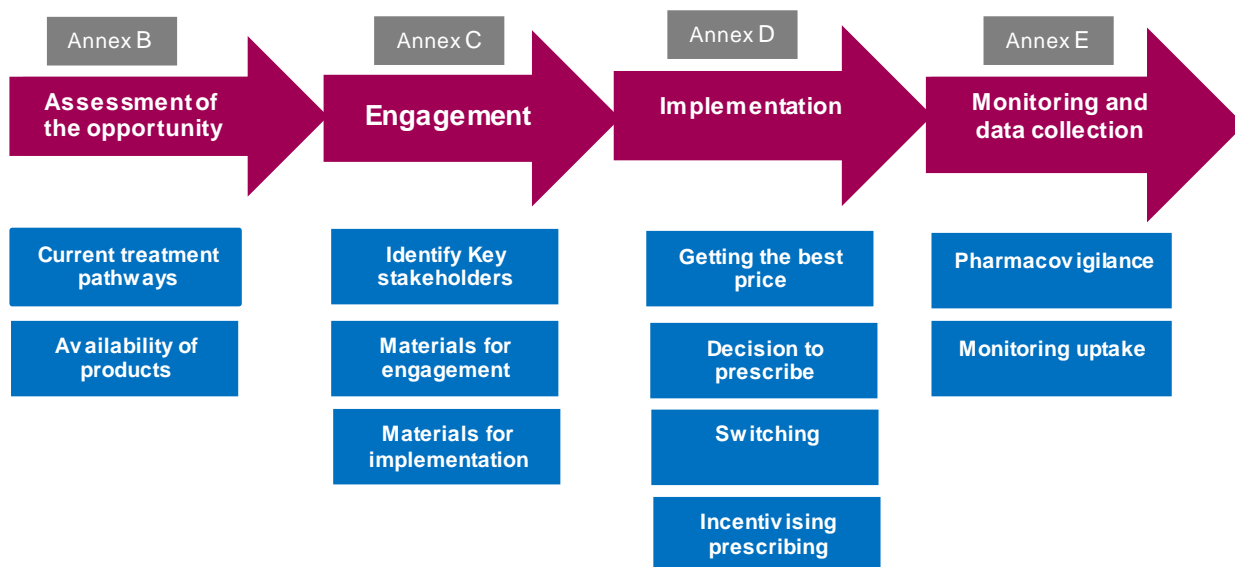 Annex B
Assessment of
the opportunity
Current treatment
pathways
Availability of
products
Annex C
Engagement
Identify Key
stakeholders
Materials for
engagement
Materials for
implementation
Annex D
Implementation
Getting the best
price
Decision to
prescribe
Switching
Incentivising
prescribing
Annex E
Monitoring and
data collection
Pharmacovigilance
Monitoring uptake